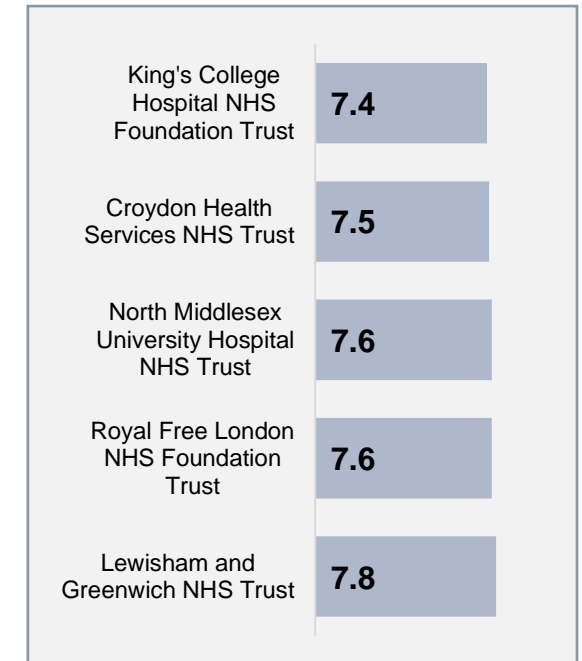 King's College
Hospital NHS
Foundation Trust
7.4
Croydon Health
Services NHS Trust
7.5
North Middlesex
University Hospital
NHS Trust
7.6
Royal Free London
NHS Foundation
Trust
7.6
Lewisham and
Greenwich NHS Trust
7.8